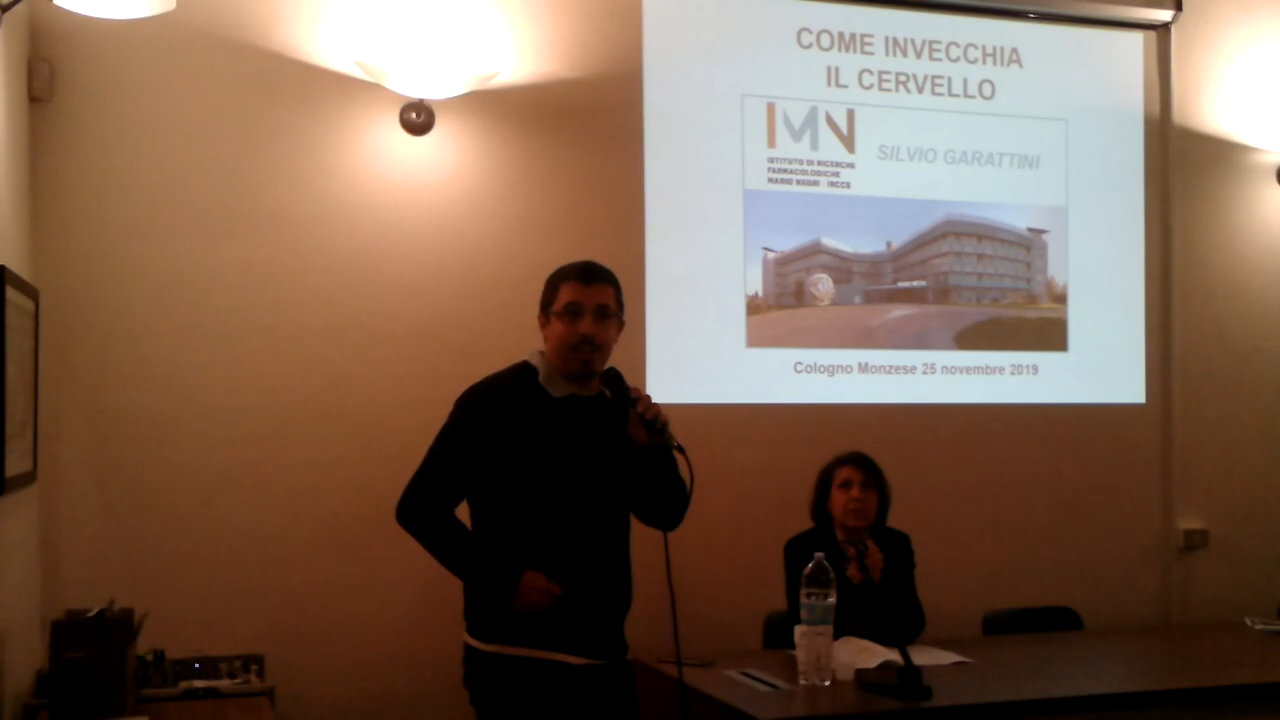 COME INVECCHIA
IL CERVELLO
IMN
SILVIO GARATTINI
ISTITUTO DI RICERCHE
FARMACOLOGICHE
MARIO NEGRI IRCCS
Cologno Monzese 25 novembre 2019